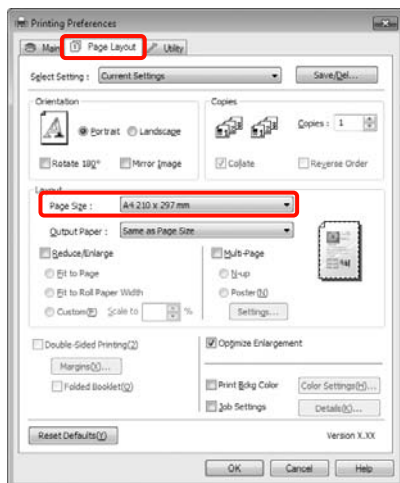 Printing Preferences
Main Page Layout Utility
Select Setting : Current Settings Save/Del...
Orientation Copies
Portrait Landscape Copies : 1
Rotate 180° Mirror Image Collate Reverse Order
Layout
Page Size : A4 210 x 297 mm
Output Paper : Same as Page Size
Reduce/Enlarge Multi-Page
Fit to Page N-up
Fit to Roll Paper Width Poster(N)
Custom(F) Scale to % Settings...
Double-Sided Printing(2) Optimize Enlargement
Margins(X)...
Folded Booklet(Q) Print Bckg Color Color Settings(H)...
Job Settings Details(K)...
Reset Defaults(Y) Version X.XX
OK Cancel Help